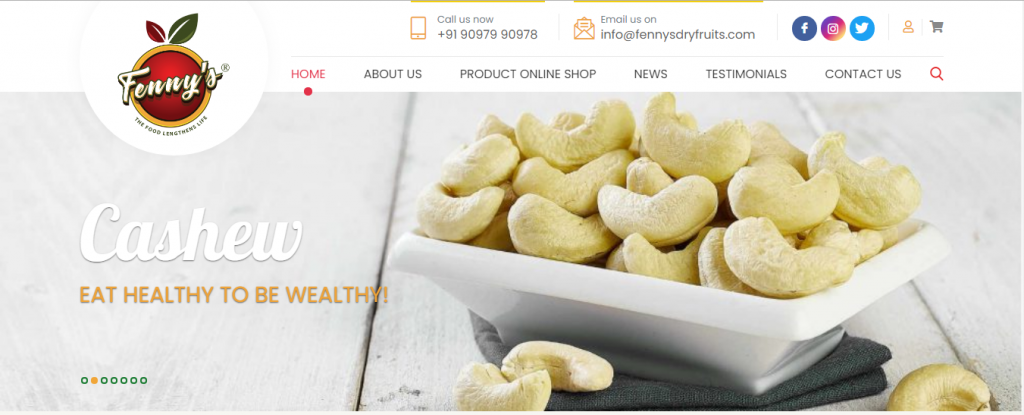 Call us now
+91 90979 90978
Email us on
info@fennysdryfruits.com
Fenny's®
THE FOOD LENGTHENS LIFE
HOME
ABOUT US
PRODUCT ONLINE SHOP
NEWS
TESTIMONIALS
CONTACT US
Cashew
EAT HEALTHY TO BE WEALTHY!